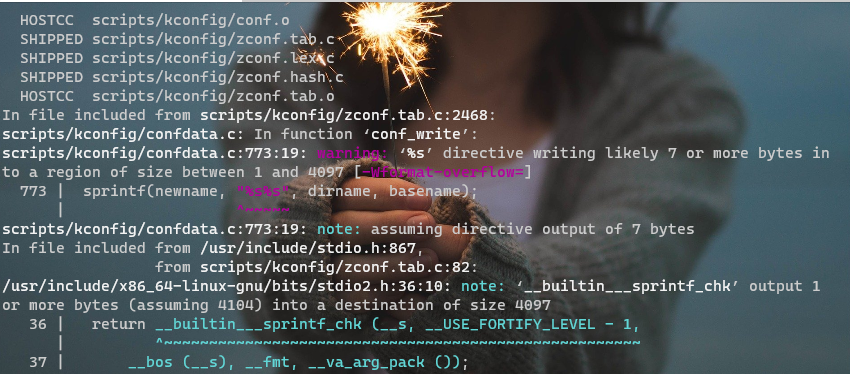 HOSTCC  scripts/kconfig/conf.o
SHIPPED scripts/kconfig/zconf.tab.c
SHIPPED scripts/kconfig/zconf.lex.c
SHIPPED scripts/kconfig/zconf.hash.c
HOSTCC  scripts/kconfig/zconf.tab.o
In file included from scripts/kconfig/zconf.tab.c:2468:
scripts/kconfig/confdata.c: In function ‘conf_write’:
scripts/kconfig/confdata.c:773:19: warning: ‘%s’ directive writing likely 7 or more bytes in
to a region of size between 1 and 4097 [-Wformat-overflow=]
773 |  sprintf(newname, "%s%s", dirname, basename);
|                    ^~~~~~
scripts/kconfig/confdata.c:773:19: note: assuming directive output of 7 bytes
In file included from /usr/include/stdio.h:867,
from scripts/kconfig/zconf.tab.c:82:
/usr/include/x86_64-linux-gnu/bits/stdio2.h:36:10: note: ‘__builtin___sprintf_chk’ output 1
or more bytes (assuming 4104) into a destination of size 4097
36 |   return __builtin___sprintf_chk (__s, __USE_FORTIFY_LEVEL - 1,
|          ^~~~~~~~~~~~~~~~~~~~~~~~~~~~~~~~~~~~~~~~~~~~~~~~~~~~~~
37 |       __bos (__s), __fmt, __va_arg_pack ());